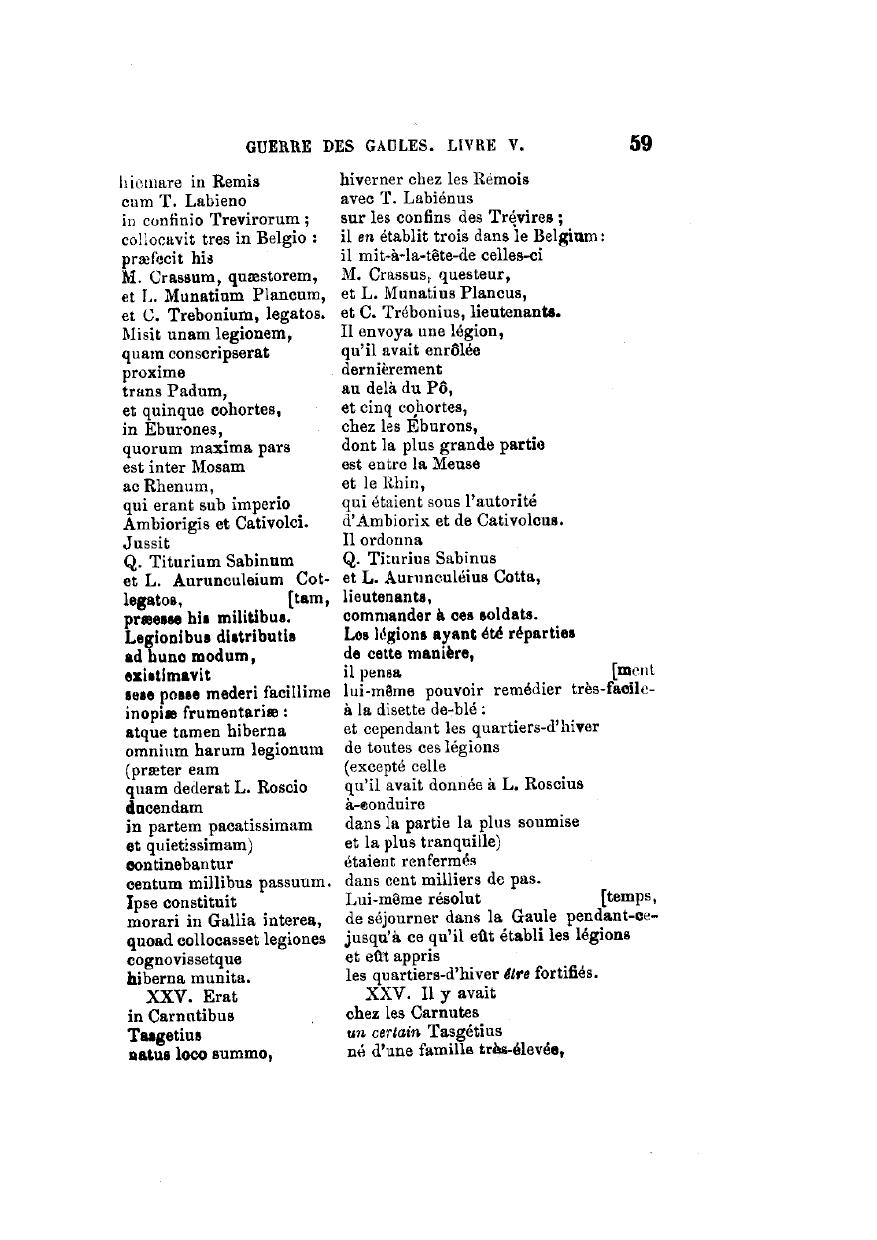 GUERRE DES GAULES. LIVRE V. 59
hiemare in Remis
cum T. Labieno
in confinio Trevirorum ;
collocavit tres in Belgio :
præfecit his
M. Crassum, quæstorem,
et L. Munatium Plancum,
et C. Trebonium, legatos.
Misit unam legionem,
quam conscripserat
proxime
trans Padum,
et quinque cohortes,
in Eburones,
quorum maxima pars
est inter Mosam
ac Rhenum,
qui erant sub imperio
Ambiorigis et Cativolci.
Jussit
Q. Titurium Sabinum
et L. Aurunculeium Cot-
legatos, [tam,
præesse his militibus.
Legionibus distributis
ad hunc modum,
existimavit
sese posse mederi facillime
inopiæ frumentariæ :
atque tamen hiberna
omnium harum legionum
(præter eam
quam dederat L. Roscio
ducendam
in partem pacatissimam
et quietissimam)
continebantur
centum millibus passuum.
Ipse constituit
morari in Gallia interea,
quoad collocasset legiones
cognovissetque
hiberna munita.
XXV. Erat
in Carnutibus
Tasgetius
natus loco summo,
hiverner chez les Rémois
avec T. Labiénus
sur les confins des Trévires ;
il en établit trois dans le Belgium :
il mit-à-la-tête-de celles-ci
M. Crassus, questeur,
et L. Munatius Plancus,
et C. Trébonius, lieutenants.
Il envoya une légion,
qu'il avait enrôlée
dernièrement
au delà du Pô,
et cinq cohortes,
chez les Éburons,
dont la plus grande partie
est entre la Meuse
et le Rhin,
qui étaient sous l'autorité
d'Ambiorix et de Cativolcus.
Il ordonna
Q. Titurius Sabinus
et L. Aurunculéius Cotta,
lieutenants,
commander à ces soldats.
Les légions ayant été réparties
de cette manière,
il pensa [ment
lui-même pouvoir remédier très-facile-
à la disette de-blé :
et cependant les quartiers-d'hiver
de toutes ces légions
(excepté celle
qu'il avait donnée à L. Roscius
à-conduire
dans la partie la plus soumise
et la plus tranquille)
étaient renfermés
dans cent milliers de pas.
Lui-même résolut [temps,
de séjourner dans la Gaule pendant-ce-
jusqu'à ce qu'il eût établi les légions
et eût appris
les quartiers-d'hiver être fortifiés.
XXV. Il y avait
chez les Carnutes
un certain Tasgétius
né d'une famille très-élevée,